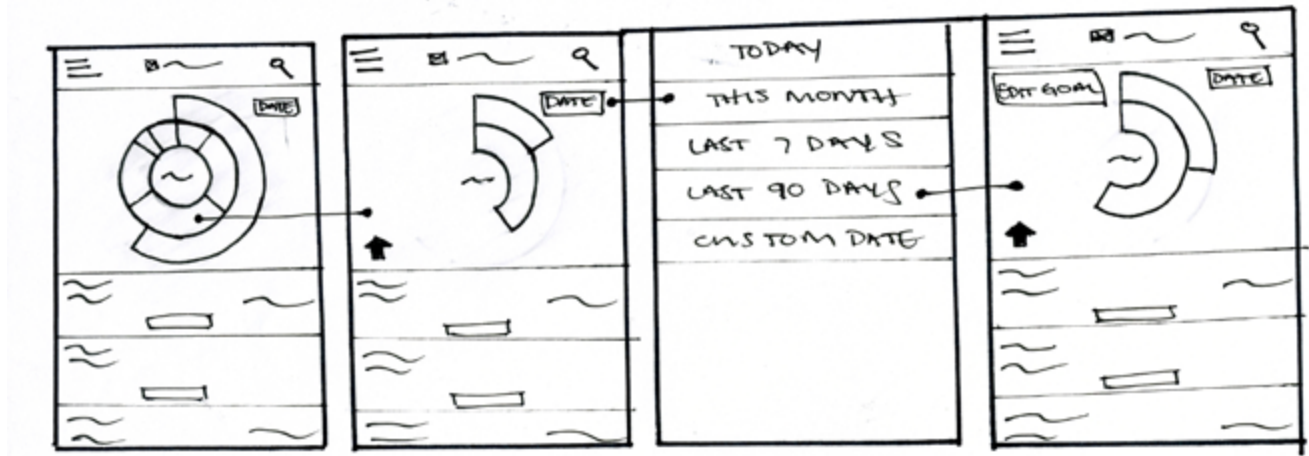 DATE
DATE
TODAY
THIS MONTH
LAST 7 DAYS
LAST 90 DAYS
CUSTOM DATE
EDIT GOAL
DATE